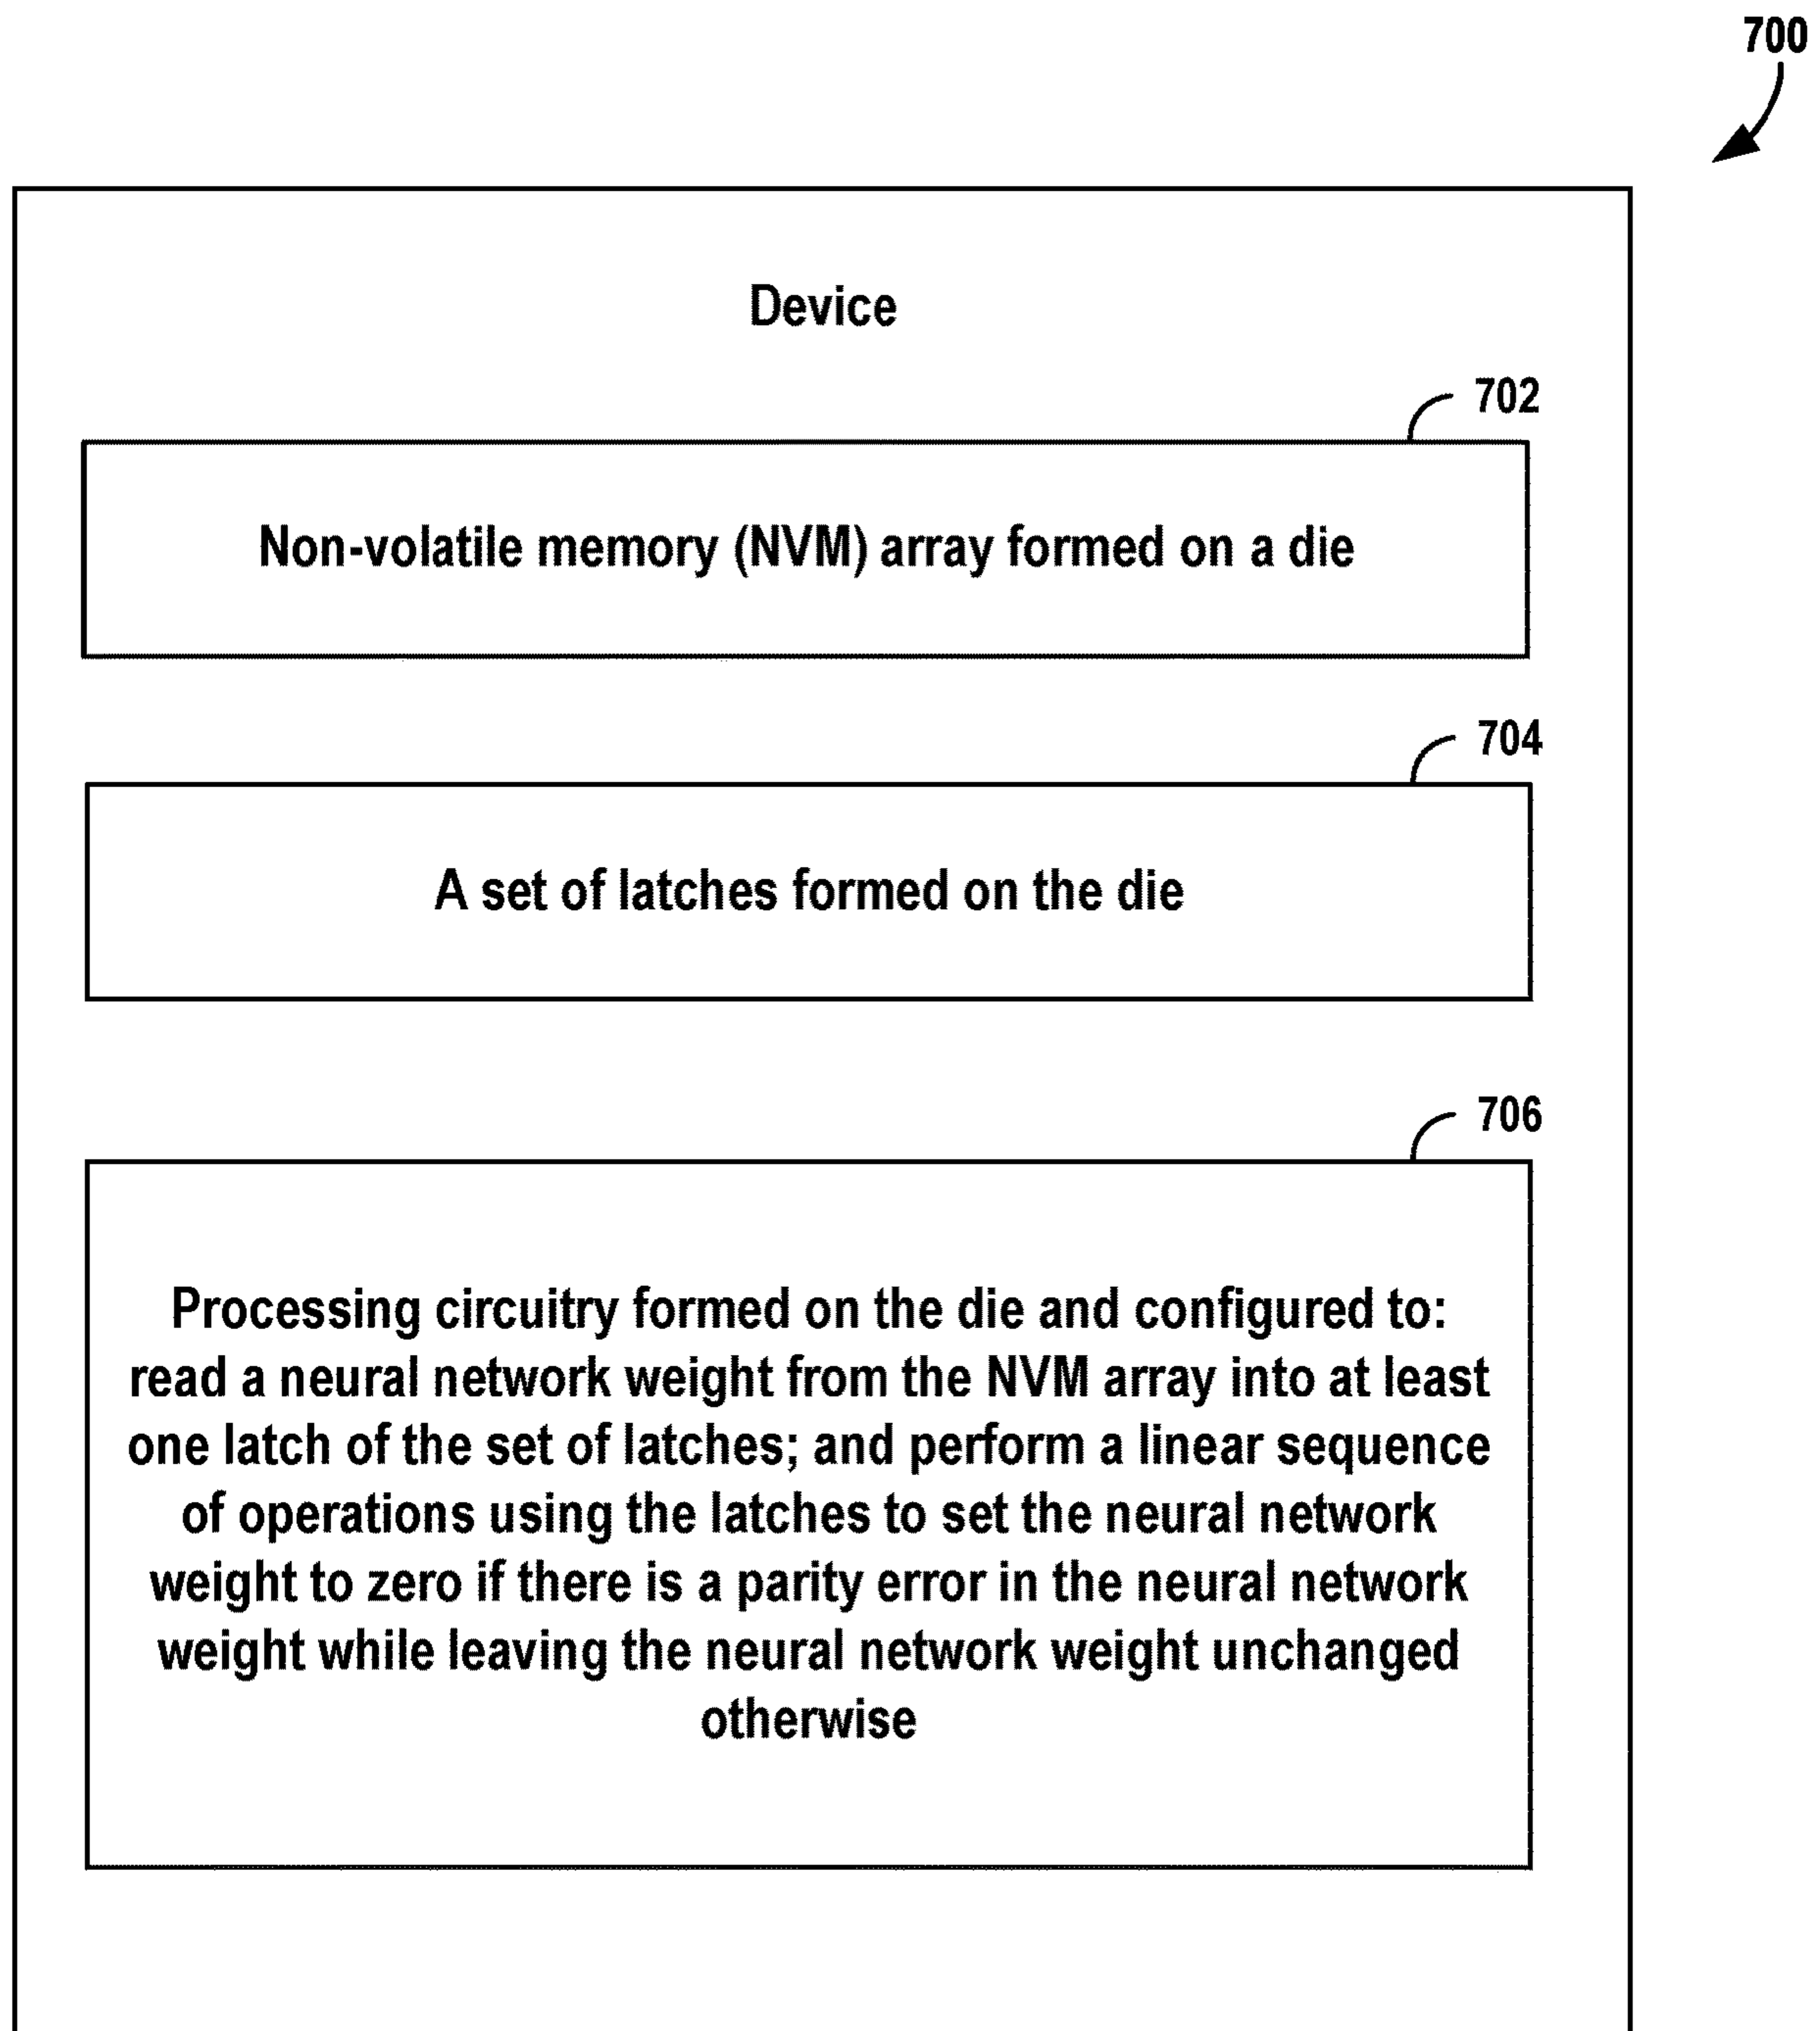 700
Device
702
Non-volatile memory (NVM) array formed on a die
704
A set of latches formed on the die
706
Processing circuitry formed on the die and configured to:
read a neural network weight from the NVM array into at least
one latch of the set of latches; and perform a linear sequence
of operations using the latches to set the neural network
weight to zero if there is a parity error in the neural network
weight while leaving the neural network weight unchanged
otherwise